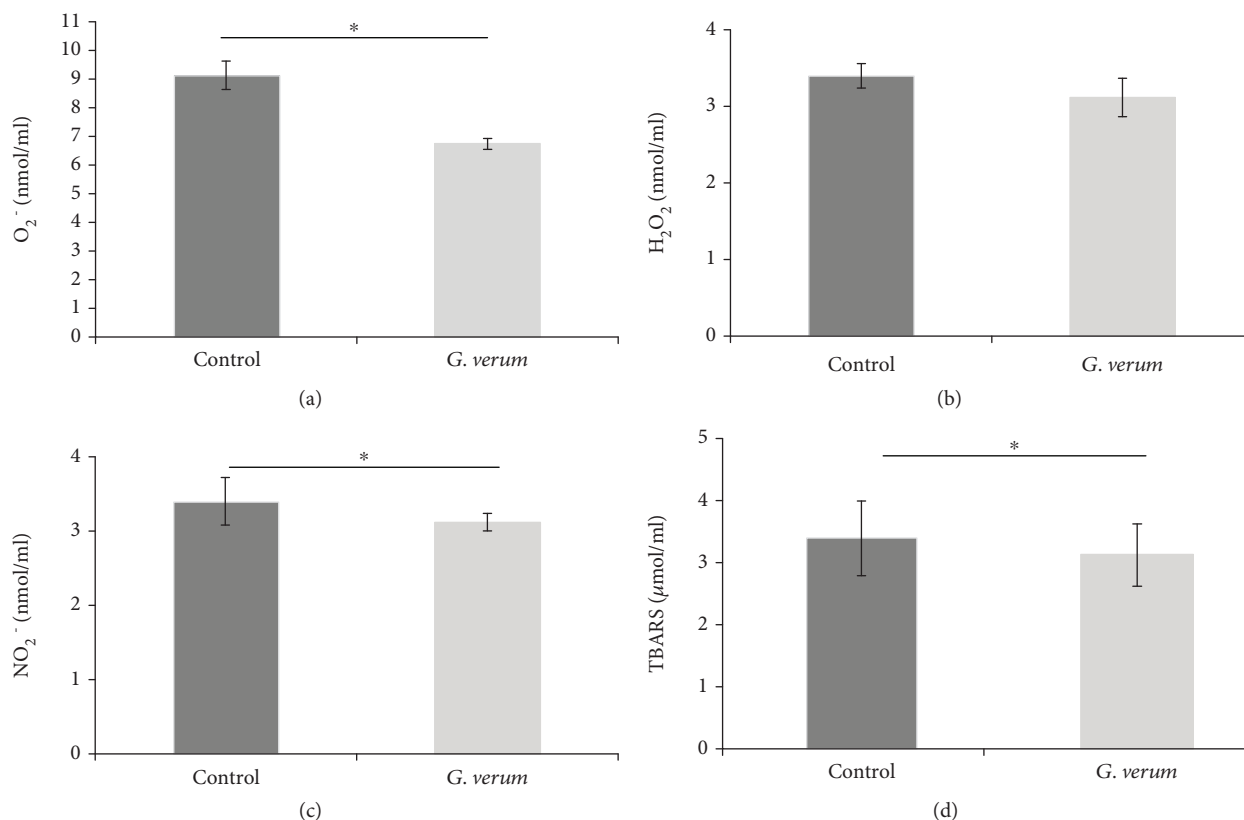 11
10
9
8
7
6
5
4
3
2
1
0
O₂⁻ (nmol/ml)
*
Control
G. verum
(a)
4
3
2
1
0
H₂O₂ (nmol/ml)
Control
G. verum
(b)
4
3
2
1
0
NO₂⁻ (nmol/ml)
*
Control
G. verum
(c)
5
4
3
2
1
0
TBARS (μmol/ml)
*
Control
G. verum
(d)